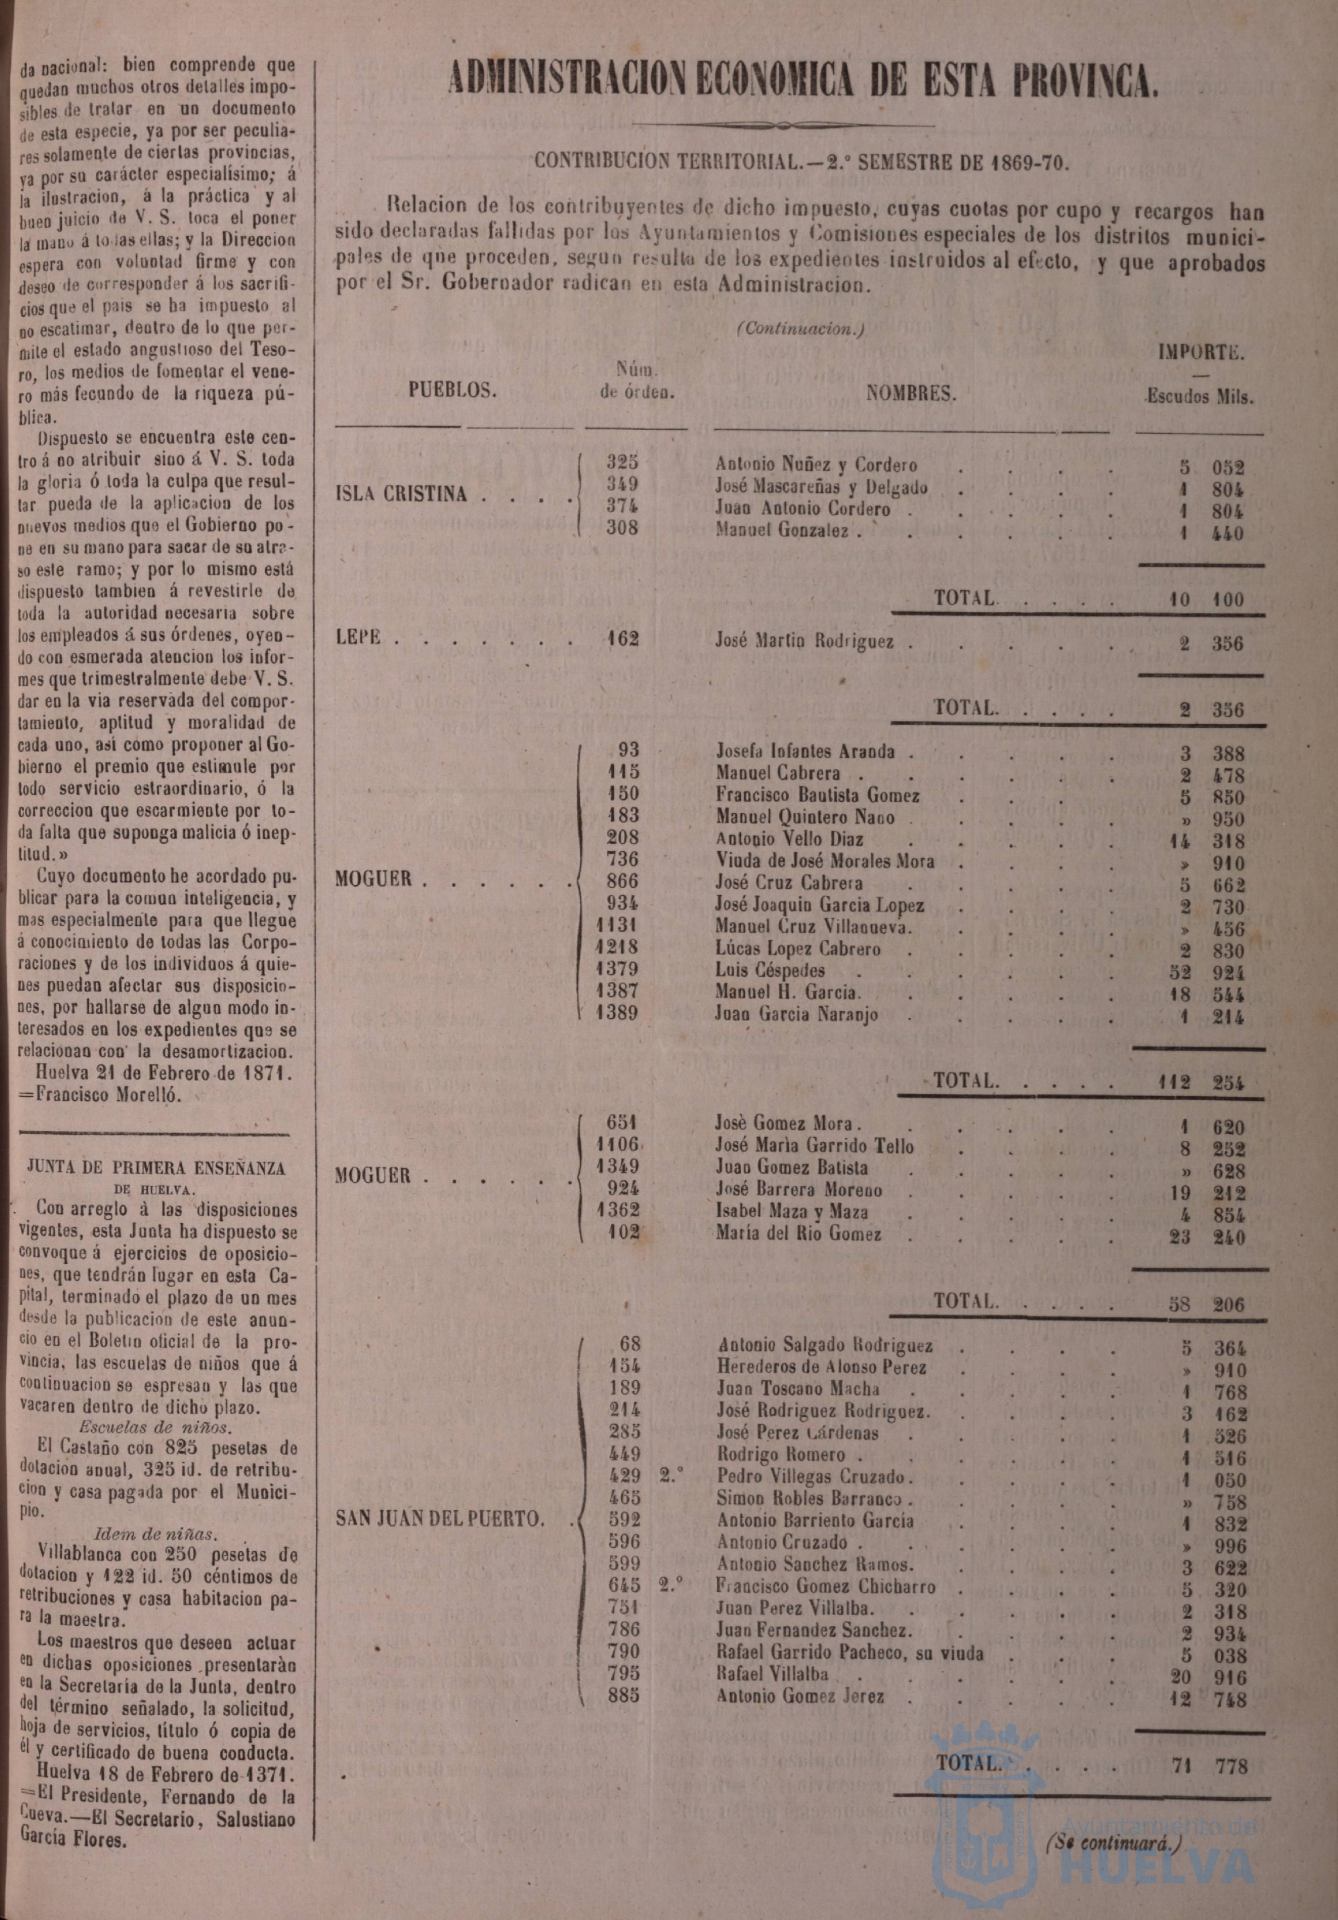 da nacional: bien comprende que
quedan muchos otros detalles impo-
sibles de tratar en un documento
de esta especie, ya por ser peculia-
res solamente de ciertas provincias,
ya por su carácter especialísimo; á
la ilustracion, á la práctica y al
buen juicio de V. S. toca el poner
la mano á todas ellas; y la Direccion
espera con voluntad firme y con
deseo de corresponder á los sacrifi-
cios que el pais se ha impuesto al
no escatimar, dentro de lo que per-
mite el estado angustioso del Teso-
ro, los medios de fomentar el vene-
ro más fecundo de la riqueza pú-
blica.
Dispuesto se encuentra este cen-
tro á no atribuir sino á V. S. toda
la gloria ó toda la culpa que resul-
tar pueda de la aplicacion de los
nuevos medios que el Gobierno po-
ne en su mano para sacar de su atra-
so este ramo; y por lo mismo está
dispuesto tambien á revestirle de
toda la autoridad necesaria sobre
los empleados á sus órdenes, oyen-
do con esmerada atencion los infor-
mes que trimestralmente debe V. S.
dar en la via reservada del compor-
tamiento, aptitud y moralidad de
cada uno, así como proponer al Go-
bierno el premio que estimule por
todo servicio estraordinario, ó la
correccion que escarmiente por to-
da falta que suponga malicia ó inep-
titud.»
Cuyo documento he acordado pu-
blicar para la comun inteligencia, y
mas especialmente para que llegue
á conocimiento de todas las Corpo-
raciones y de los individuos á quie-
nes puedan afectar sus disposicio-
nes, por hallarse de algun modo in-
teresados en los expedientes que se
relacionan con la desamortizacion.
Huelva 21 de Febrero de 1871.
=Francisco Morelló.
JUNTA DE PRIMERA ENSEÑANZA
DE HUELVA.
Con arreglo à las disposiciones
vigentes, esta Junta ha dispuesto se
convoque á ejercicios de oposicio-
nes, que tendrán lugar en esta Ca-
pital, terminado el plazo de un mes
desde la publicacion de este anun-
cio en el Boletin oficial de la pro-
vincia, las escuelas de niños que á
continuacion se espresan y las que
vacaren dentro de dicho plazo.
Escuelas de niños.
El Castaño con 825 pesetas de
dotacion anual, 325 id. de retribu-
cion y casa pagada por el Munici-
pio.
Idem de niñas.
Villablanca con 250 pesetas de
dotacion y 122 id. 50 céntimos de
retribuciones y casa habitacion pa-
ra la maestra.
Los maestros que deseen actuar
en dichas oposiciones presentaràn
en la Secretaría de la Junta, dentro
del término señalado, la solicitud,
hoja de servicios, título ó copia de
él y certificado de buena conducta.
Huelva 18 de Febrero de 1371.
=El Presidente, Fernando de la
Cueva.—El Secretario, Salustiano
García Flores.
ADMINISTRACION ECONOMICA DE ESTA PROVINCA.
CONTRIBUCION TERRITORIAL.—2.º SEMESTRE DE 1869-70.
Relacion de los contribuyentes de dicho impuesto, cuyas cuotas por cupo y recargos han
sido declaradas fallidas por los Ayuntamientos y Comisiones especiales de los distritos munici-
pales de que proceden, segun resulta de los expedientes instruidos al efecto, y que aprobados
por el Sr. Gobernador radican en esta Administracion.
(Continuacion.)
PUEBLOS. Núm. de órden. NOMBRES. IMPORTE. Escudos Mils.
325 Antonio Nuñez y Cordero . . . . 5 052
ISLA CRISTINA . . . . 349 José Mascareñas y Delgado . . . . 1 804
374 Juan Antonio Cordero . . . . . 1 804
308 Manuel Gonzalez . . . . . . 1 440
TOTAL. . . . . 10 100
LEPE . . . . . . . 162 José Martin Rodriguez . . . . . 2 356
TOTAL. . . . . 2 356
93 Josefa Infantes Aranda . . . . . 3 388
115 Manuel Cabrera . . . . . . 2 478
150 Francisco Bautista Gomez . . . . 5 850
183 Manuel Quintero Nano . . . . . » 950
208 Antonio Vello Diaz . . . . . 14 318
736 Viuda de José Morales Mora . . . . » 910
MOGUER . . . . . . 866 José Cruz Cabrera . . . . . 5 662
934 José Joaquin Garcia Lopez . . . . 2 730
1131 Manuel Cruz Villanueva. . . . . » 456
1218 Lúcas Lopez Cabrero . . . . . 2 830
1379 Luis Céspedes . . . . . . 52 924
1387 Manuel H. Garcia. . . . . . 18 544
1389 Juan Garcia Naranjo . . . . . 1 214
TOTAL. . . . . 112 254
651 Josè Gomez Mora . . . . . . 1 620
1106 José Marìa Garrido Tello . . . . 8 252
1349 Juan Gomez Batista . . . . . » 628
MOGUER . . . . . . 924 José Barrera Moreno . . . . . 19 212
1362 Isabel Maza y Maza . . . . . 4 854
102 María del Rio Gomez . . . . . 23 240
TOTAL. . . . . 58 206
68 Antonio Salgado Rodriguez . . . . 5 364
154 Herederos de Alonso Perez . . . . » 910
189 Juan Toscano Macha . . . . . 1 768
214 José Rodriguez Rodriguez. . . . . 3 162
285 José Perez Cárdenas . . . . . 1 526
449 Rodrigo Romero . . . . . . 1 516
429 2.º Pedro Villegas Cruzado . . . . . 1 050
465 Simon Robles Barranco . . . . . » 758
SAN JUAN DEL PUERTO. . 592 Antonio Barriento García . . . . 1 832
596 Antonio Cruzado . . . . . . » 996
599 Antonio Sanchez Ramos. . . . . 3 622
645 2.º Francisco Gomez Chicharro . . . . 5 320
751 Juan Perez Villalba. . . . . . 2 318
786 Juan Fernandez Sanchez. . . . . 2 934
790 Rafael Garrido Pacheco, su viuda . . . 5 038
795 Rafael Villalba . . . . . . 20 916
885 Antonio Gomez Jerez . . . . . 12 748
TOTAL. . . . . 71 778
(Se continuará.)
Ayuntamiento de
HUELVA